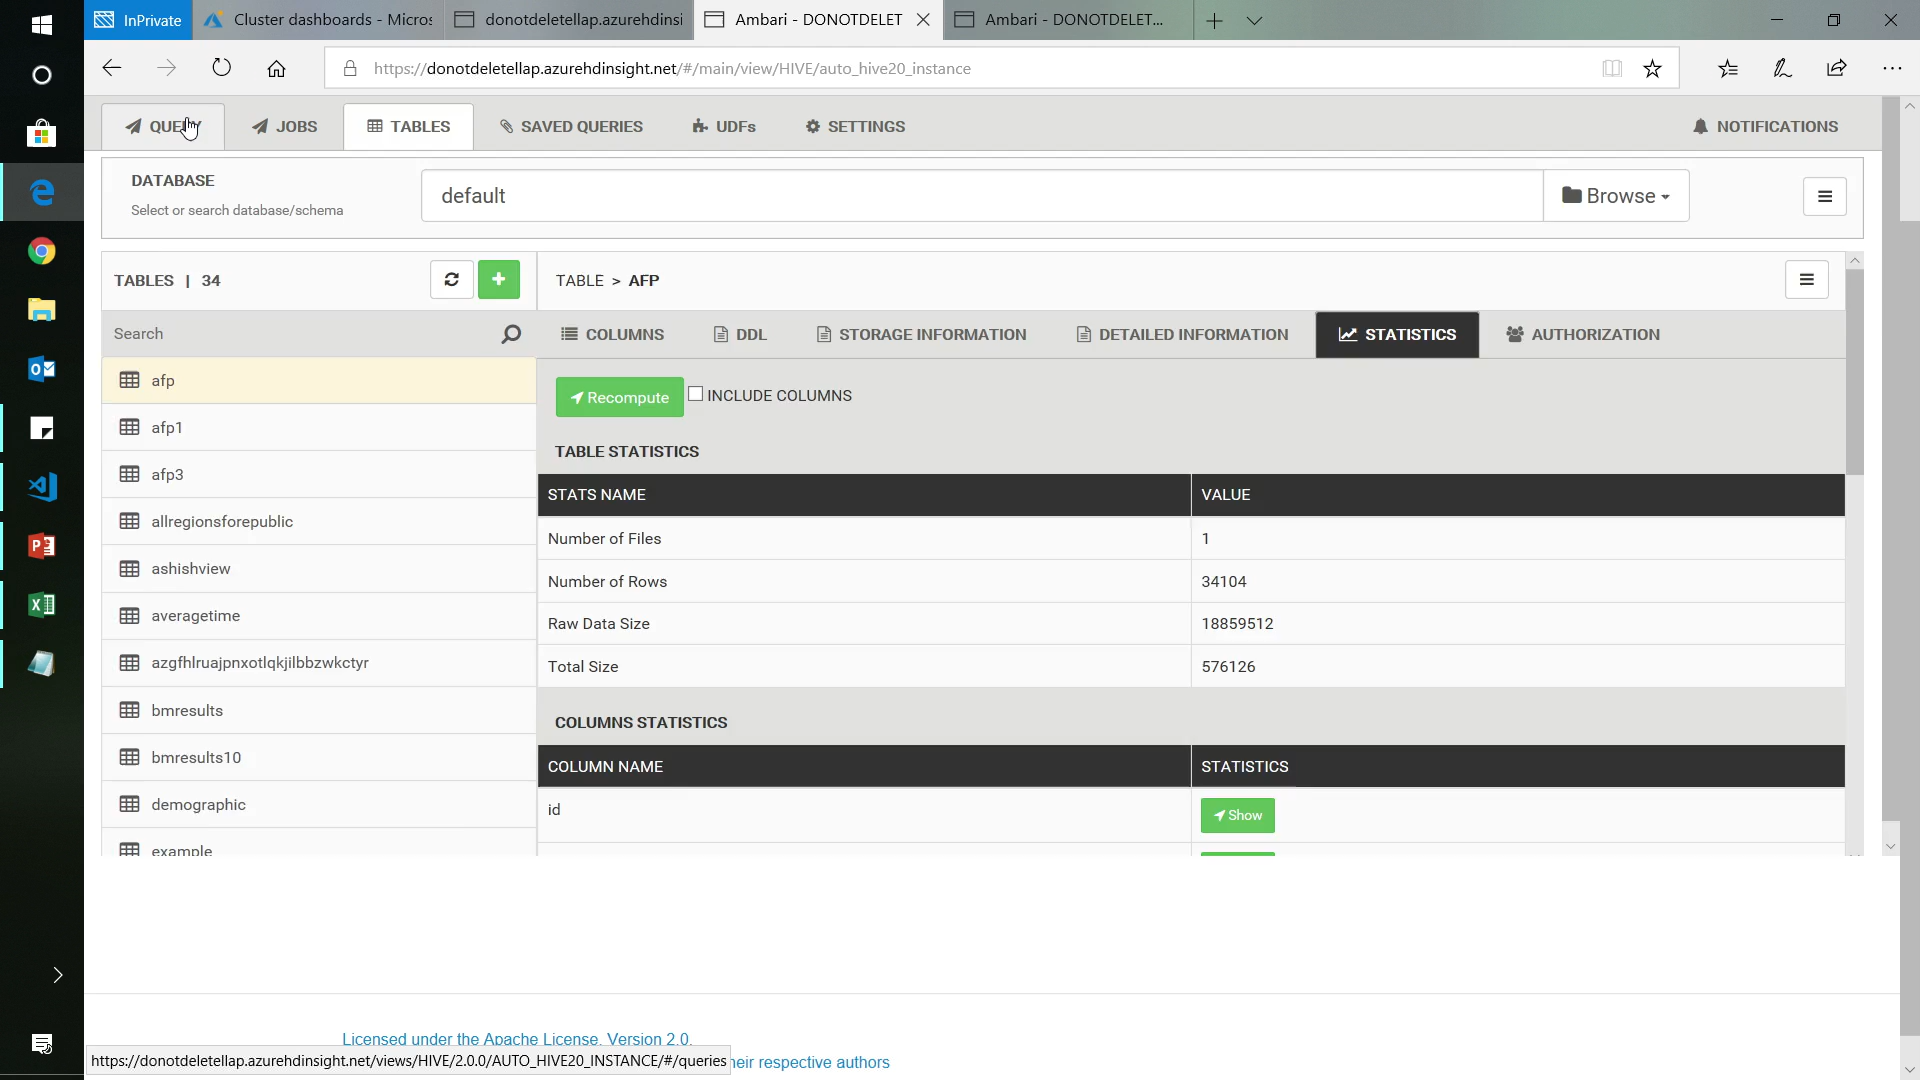 InPrivate
Cluster dashboards - Micros
donotdeletellap.azurehdinsi
Ambari - DONOTDELET
Ambari - DONOTDELET...
https://donotdeletellap.azurehdinsight.net/#/main/view/HIVE/auto_hive20_instance
QUERY
JOBS
TABLES
SAVED QUERIES
UDFs
SETTINGS
NOTIFICATIONS
DATABASE
Select or search database/schema
default
Browse
TABLES | 34
TABLE > AFP
Search
COLUMNS
DDL
STORAGE INFORMATION
DETAILED INFORMATION
STATISTICS
AUTHORIZATION
afp
afp1
afp3
allregionsforepublic
ashishview
averagetime
azgfhlruajpnxotlqkjilbbzwkctyr
bmresults
bmresults10
demographic
example
Recompute
INCLUDE COLUMNS
TABLE STATISTICS
STATS NAME VALUE
Number of Files 1
Number of Rows 34104
Raw Data Size 18859512
Total Size 576126
COLUMNS STATISTICS
COLUMN NAME STATISTICS
id Show
Licensed under the Apache License, Version 2.0.
https://donotdeletellap.azurehdinsight.net/views/HIVE/2.0.0/AUTO_HIVE20_INSTANCE/#/queries
heir respective authors